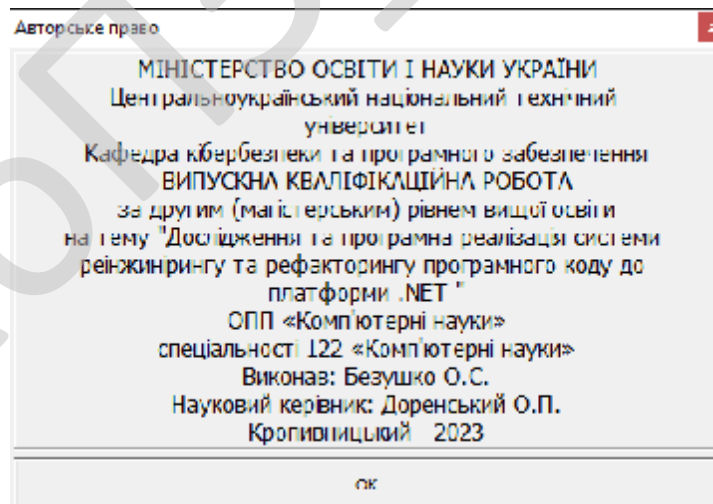 Авторське право
МІНІСТЕРСТВО ОСВІТИ І НАУКИ УКРАЇНИ
Центральноукраїнський національний технічний
університет
Кафедра кібербезпеки та програмного забезпечення
ВИПУСКНА КВАЛІФІКАЦІЙНА РОБОТА
за другим (магістерським) рівнем вищої освіти
на тему "Дослідження та програмна реалізація системи
реінжинірингу та рефакторингу програмного коду до
платформи .NET "
ОПП «Комп'ютерні науки»
спеціальності 122 «Комп'ютерні науки»
Виконав: Безушко О.С.
Науковий керівник: Доренський О.П.
Кропивницький 2023
ОК